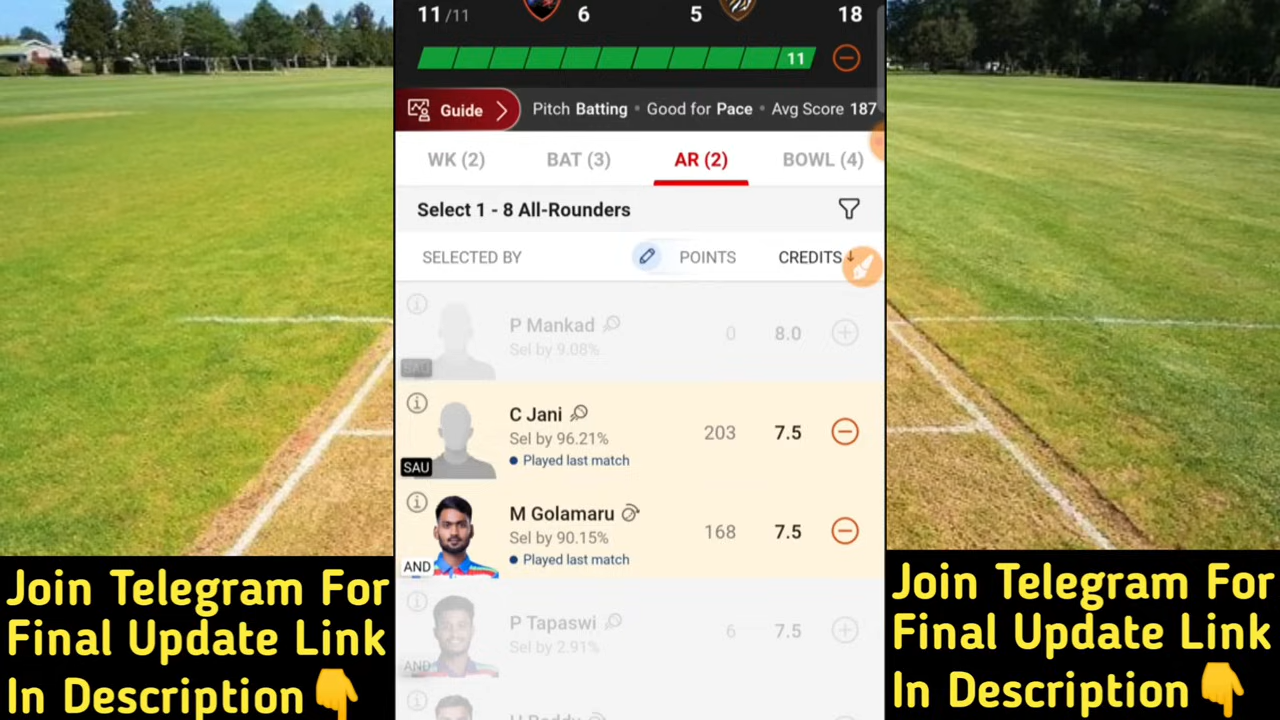 11/11 6 5 18
11
Guide Pitch Batting • Good for Pace • Avg Score 187
WK (2) BAT (3) AR (2) BOWL (4)
Select 1 - 8 All-Rounders
SELECTED BY POINTS CREDITS↓
P Mankad
Sel by 9.08%
0 8.0
SAU
C Jani
Sel by 96.21%
203 7.5
Played last match
SAU
M Golamaru
Sel by 90.15%
168 7.5
Played last match
AND
P Tapaswi
Sel by 2.91%
6 7.5
AND
Join Telegram For
Final Update Link
In Description👇
Join Telegram For
Final Update Link
In Description👇